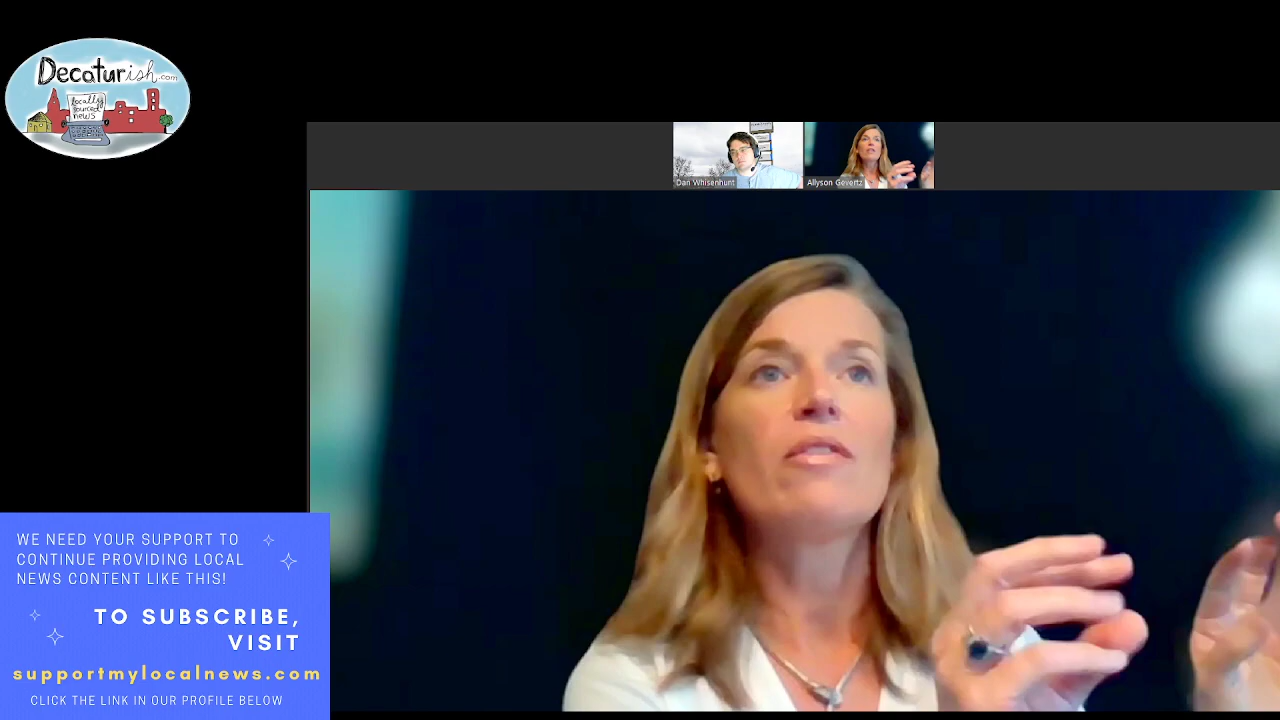 Decaturish.com
locally
sourced
news
Dan Whisenhunt
Allyson Gevertz
WE NEED YOUR SUPPORT TO
CONTINUE PROVIDING LOCAL
NEWS CONTENT LIKE THIS!
TO SUBSCRIBE,
VISIT
supportmylocalnews.com
CLICK THE LINK IN OUR PROFILE BELOW